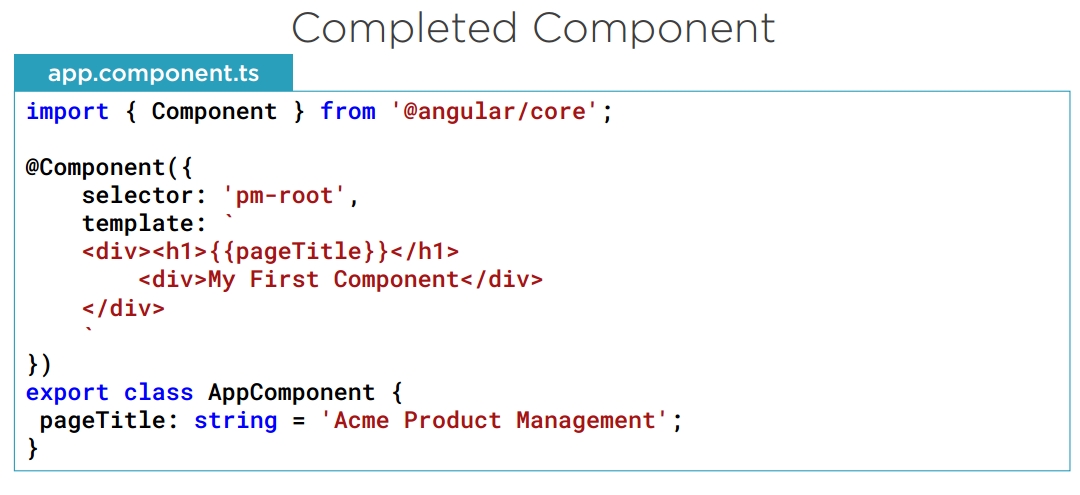 Completed Component
app.component.ts
import { Component } from '@angular/core';
@Component({
    selector: 'pm-root',
    template: `
    <div><h1>{{pageTitle}}</h1>
        <div>My First Component</div>
    </div>
    `
})
export class AppComponent {
 pageTitle: string = 'Acme Product Management';
}